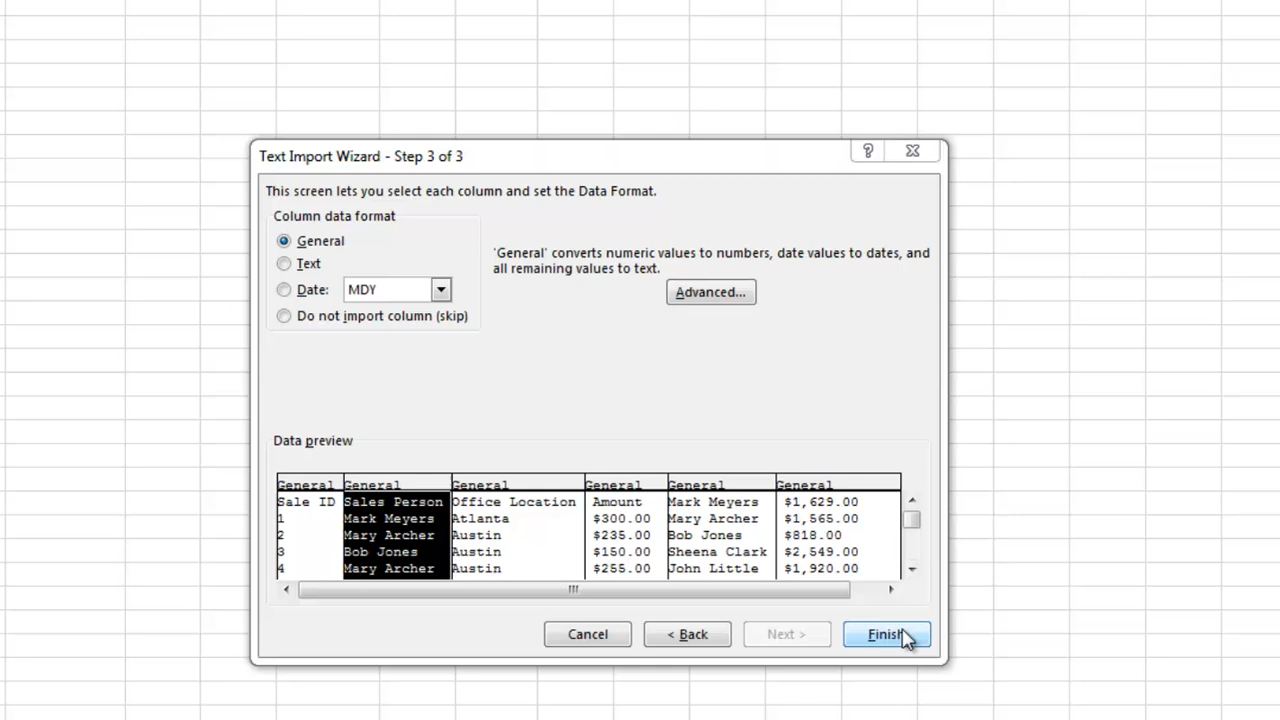 Text Import Wizard - Step 3 of 3
?
This screen lets you select each column and set the Data Format.
Column data format
General
Text
Date: MDY
Do not import column (skip)
'General' converts numeric values to numbers, date values to dates, and
all remaining values to text.
Advanced...
Data preview
General General General General General General
Sale ID Sales Person Office Location Amount Mark Meyers $1,629.00
1 Mark Meyers Atlanta $300.00 Mary Archer $1,565.00
2 Mary Archer Austin $235.00 Bob Jones $818.00
3 Bob Jones Austin $150.00 Sheena Clark $2,549.00
4 Mary Archer Austin $255.00 John Little $1,920.00
Cancel < Back Next > Finish